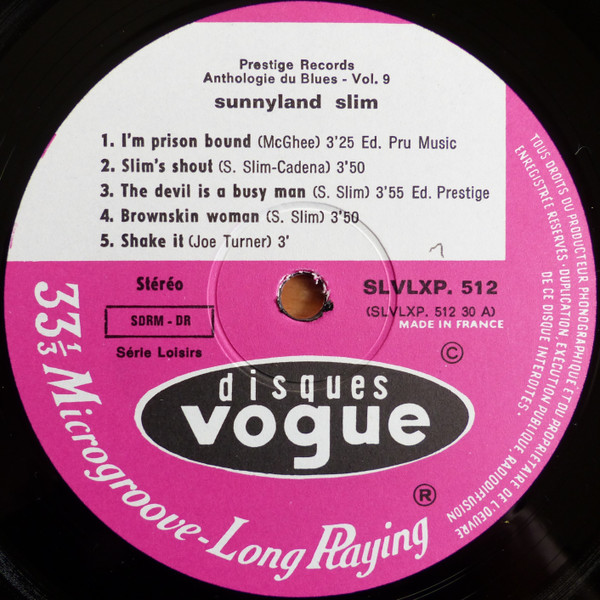 Prestige Records
Anthologie du Blues - Vol. 9
sunnyland slim
1. I'm prison bound (McGhee) 3'25 Ed. Pru Music
2. Slim's shout (S. Slim-Cadena) 3'50
3. The devil is a busy man (S. Slim) 3'55 Ed. Prestige
4. Brownskin woman (S. Slim) 3'50
5. Shake it (Joe Turner) 3'
Stéréo
SDRM - DR
Série Loisirs
SLVLXP. 512
(SLVLXP. 512 30 A)
MADE IN FRANCE
©
disques
vogue
®
33 1/3 Microgroove - Long Playing
TOUS DROITS DU PRODUCTEUR PHONOGRAPHIQUE ET DU PROPRIÉTAIRE DE L'OEUVRE
ENREGISTRÉE RÉSERVÉS - DUPLICATION, EXÉCUTION PUBLIQUE, RADIODIFFUSION
DE CE DISQUE INTERDITES.